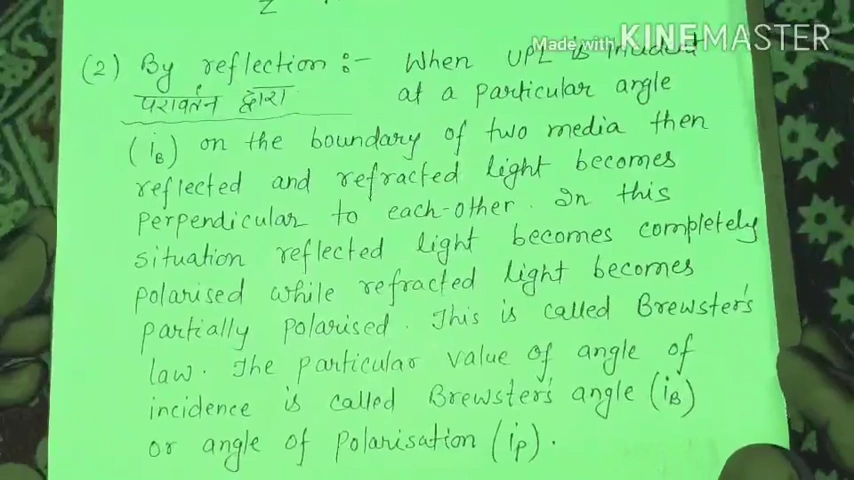 Made with KINEMASTER
(2) By reflection :- When UPL is incident
परावर्तन द्वारा at a particular angle
(iB) on the boundary of two media then
reflected and refracted light becomes
perpendicular to each-other. In this
situation reflected light becomes completely
polarised while refracted light becomes
partially polarised. This is called Brewster's
law. The particular value of angle of
incidence is called Brewster's angle (iB)
or angle of polarisation (iP).